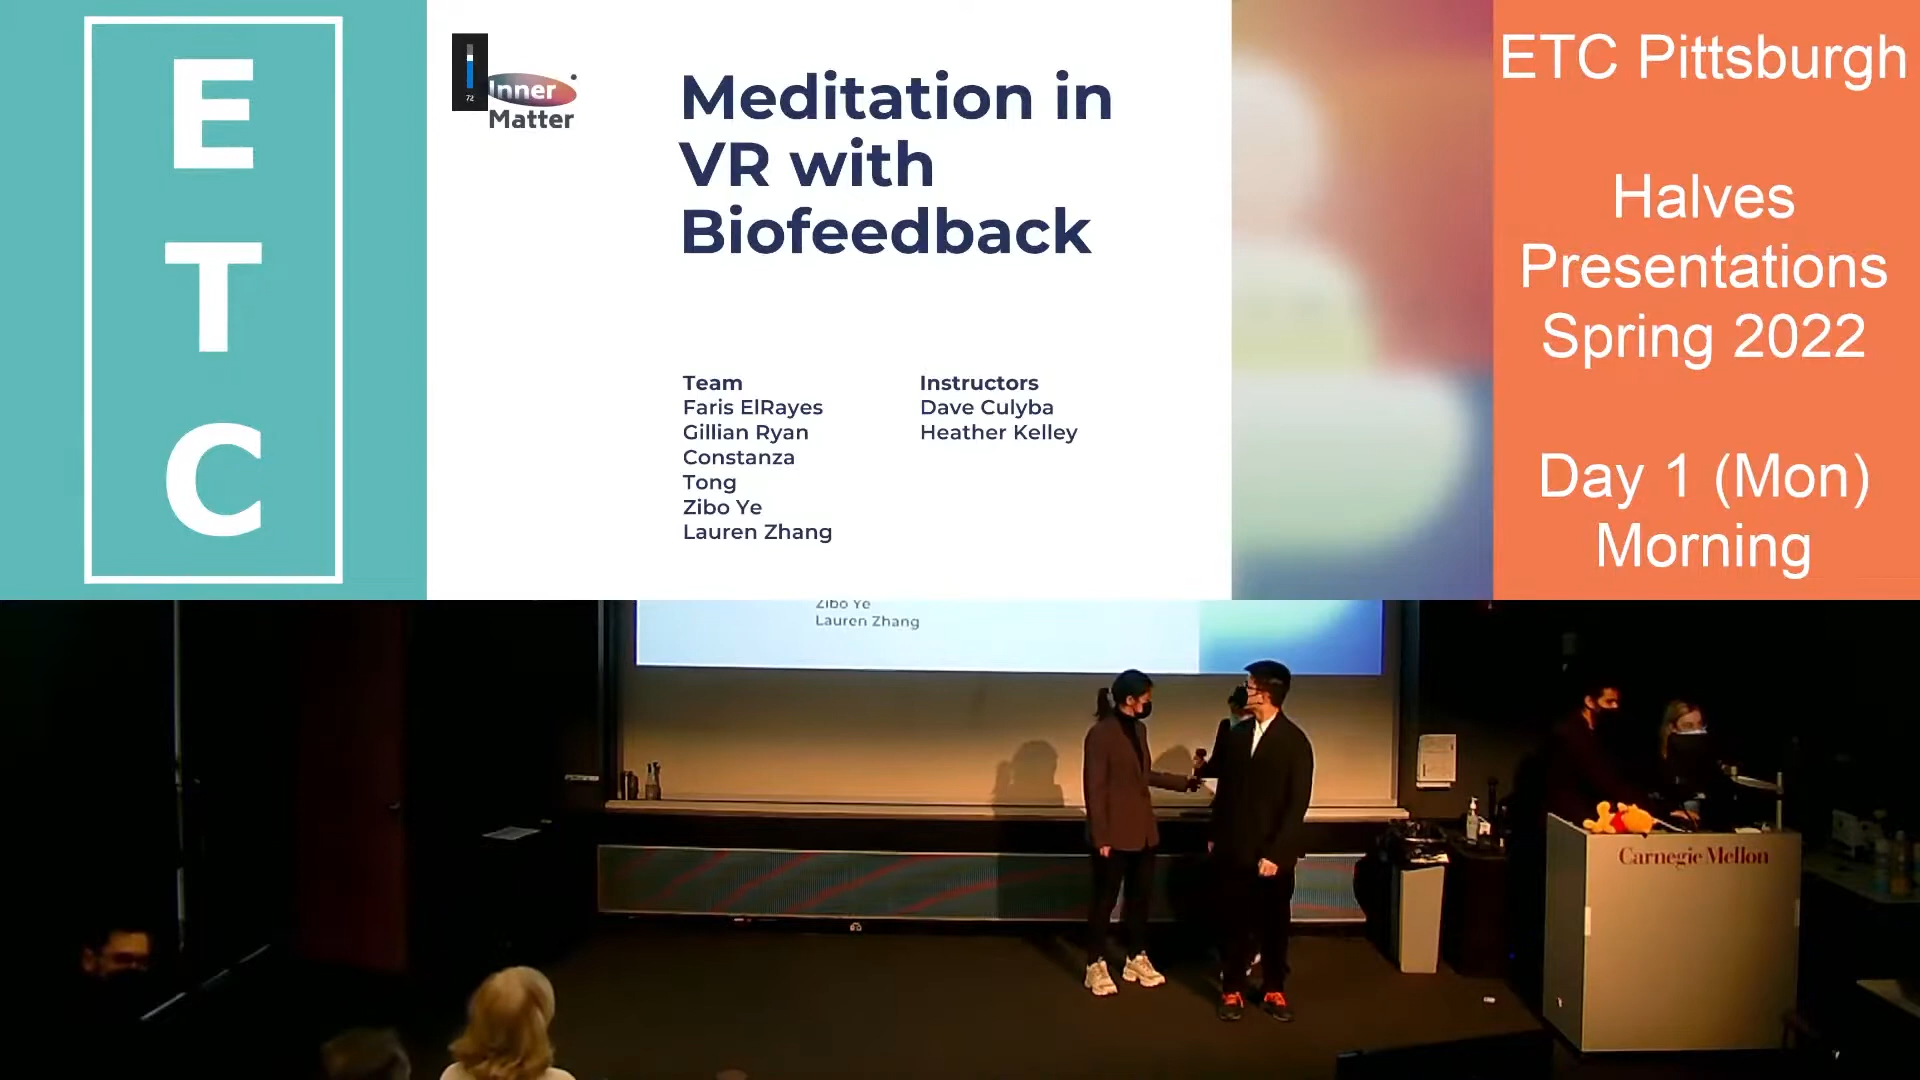 E
T
C
72
Inner
Matter
Meditation in
VR with
Biofeedback
Team
Faris ElRayes
Gillian Ryan
Constanza
Tong
Zibo Ye
Lauren Zhang
Instructors
Dave Culyba
Heather Kelley
ETC Pittsburgh
Halves
Presentations
Spring 2022
Day 1 (Mon)
Morning
Zibo Ye
Lauren Zhang
Carnegie Mellon